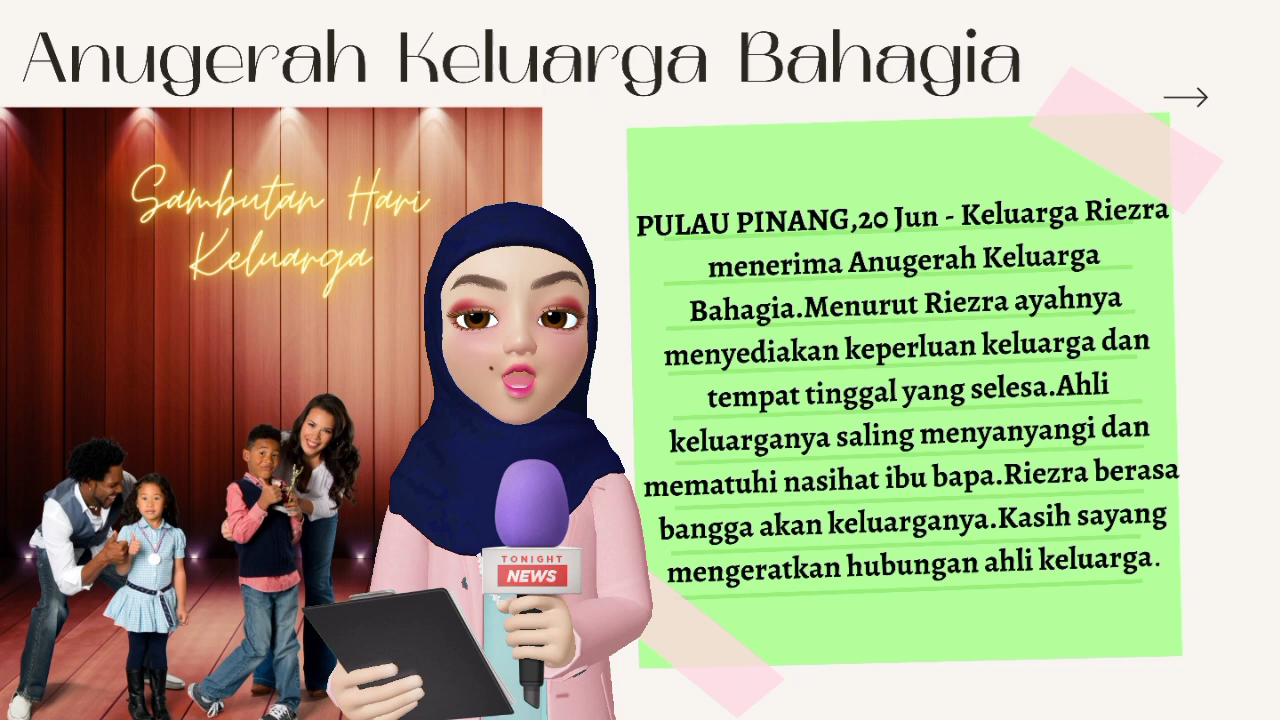 Anugerah Keluarga Bahagia
Sambutan Hari
Keluarga
PULAU PINANG,20 Jun - Keluarga Riezra
menerima Anugerah Keluarga
Bahagia.Menurut Riezra ayahnya
menyediakan keperluan keluarga dan
tempat tinggal yang selesa.Ahli
keluarganya saling menyanyangi dan
mematuhi nasihat ibu bapa.Riezra berasa
bangga akan keluarganya.Kasih sayang
mengeratkan hubungan ahli keluarga.
TONIGHT
NEWS